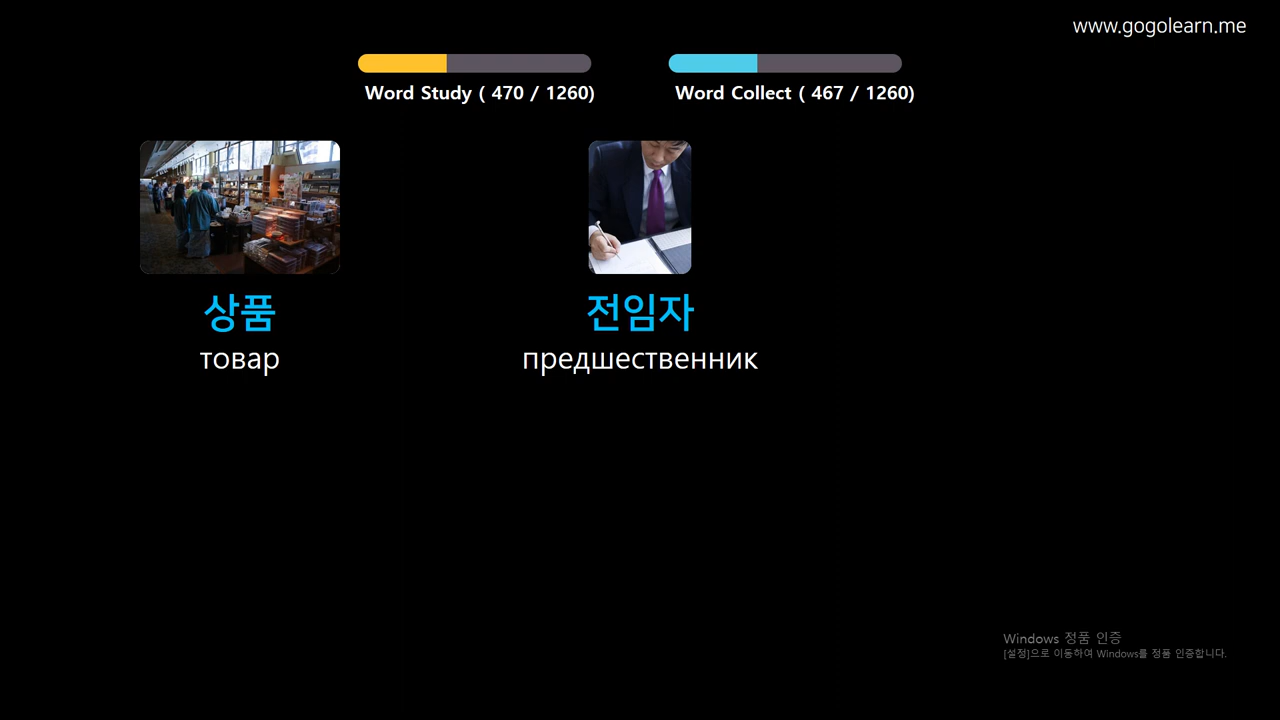 www.gogolearn.me
Word Study ( 470 / 1260)
Word Collect ( 467 / 1260)
상품
товар
전임자
предшественник
Windows 정품 인증
[설정]으로 이동하여 Windows를 정품 인증합니다.